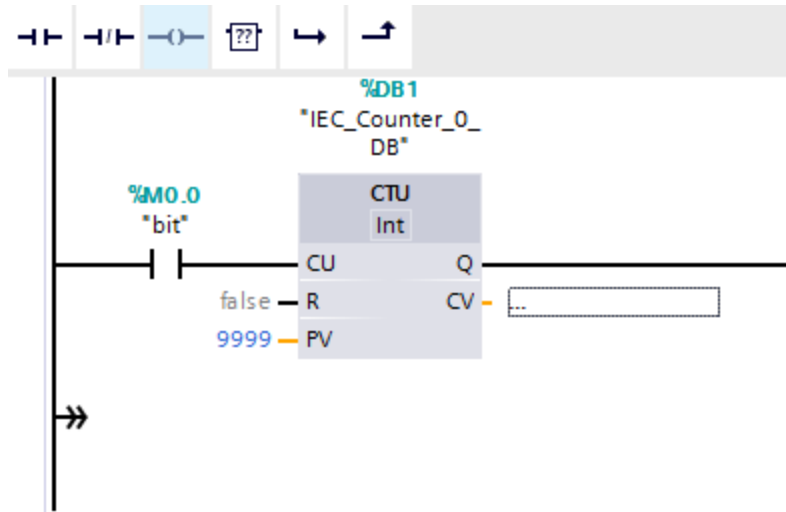 ??
%DB1
"IEC_Counter_0_
DB"
%M0.0
"bit"
CTU
Int
CU Q
false R CV ...
9999 PV